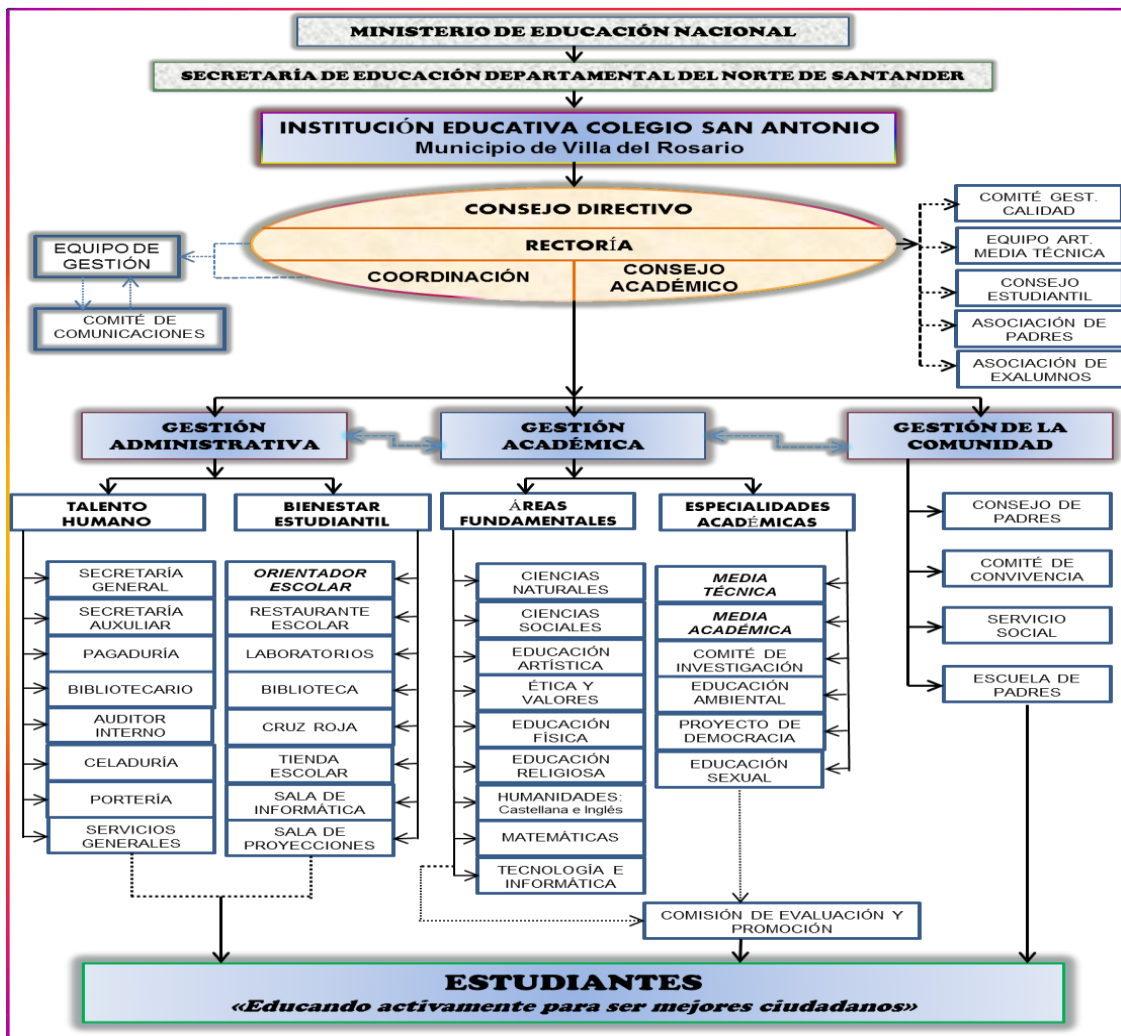 MINISTERIO DE EDUCACIÓN NACIONAL
SECRETARÍA DE EDUCACIÓN DEPARTAMENTAL DEL NORTE DE SANTANDER
INSTITUCIÓN EDUCATIVA COLEGIO SAN ANTONIO
Municipio de Villa del Rosario
CONSEJO DIRECTIVO
RECTORÍA
COORDINACIÓN
CONSEJO
ACADÉMICO
EQUIPO DE
GESTIÓN
COMITÉ DE
COMUNICACIONES
COMITÉ GEST.
CALIDAD
EQUIPO ART.
MEDIA TÉCNICA
CONSEJO
ESTUDIANTIL
ASOCIACIÓN DE
PADRES
ASOCIACIÓN DE
EXALUMNOS
GESTIÓN
ADMINISTRATIVA
GESTIÓN
ACADÉMICA
GESTIÓN DE LA
COMUNIDAD
TALENTO
HUMANO
BIENESTAR
ESTUDIANTIL
ÁREAS
FUNDAMENTALES
ESPECIALIDADES
ACADÉMICAS
SECRETARÍA
GENERAL
SECRETARÍA
AUXULIAR
PAGADURÍA
BIBLIOTECARIO
AUDITOR
INTERNO
CELADURÍA
PORTERÍA
SERVICIOS
GENERALES
ORIENTADOR
ESCOLAR
RESTAURANTE
ESCOLAR
LABORATORIOS
BIBLIOTECA
CRUZ ROJA
TIENDA
ESCOLAR
SALA DE
INFORMÁTICA
SALA DE
PROYECCIONES
CIENCIAS
NATURALES
CIENCIAS
SOCIALES
EDUCACIÓN
ARTÍSTICA
ÉTICA Y
VALORES
EDUCACIÓN
FÍSICA
EDUCACIÓN
RELIGIOSA
HUMANIDADES:
Castellana e Inglés
MATEMÁTICAS
TECNOLOGÍA E
INFORMÁTICA
MEDIA
TÉCNICA
MEDIA
ACADÉMICA
COMITÉ DE
INVESTIGACIÓN
EDUCACIÓN
AMBIENTAL
PROYECTO DE
DEMOCRACIA
EDUCACIÓN
SEXUAL
CONSEJO DE
PADRES
COMITÉ DE
CONVIVENCIA
SERVICIO
SOCIAL
ESCUELA DE
PADRES
COMISIÓN DE EVALUACIÓN Y
PROMOCIÓN
ESTUDIANTES
«Educando activamente para ser mejores ciudadanos»